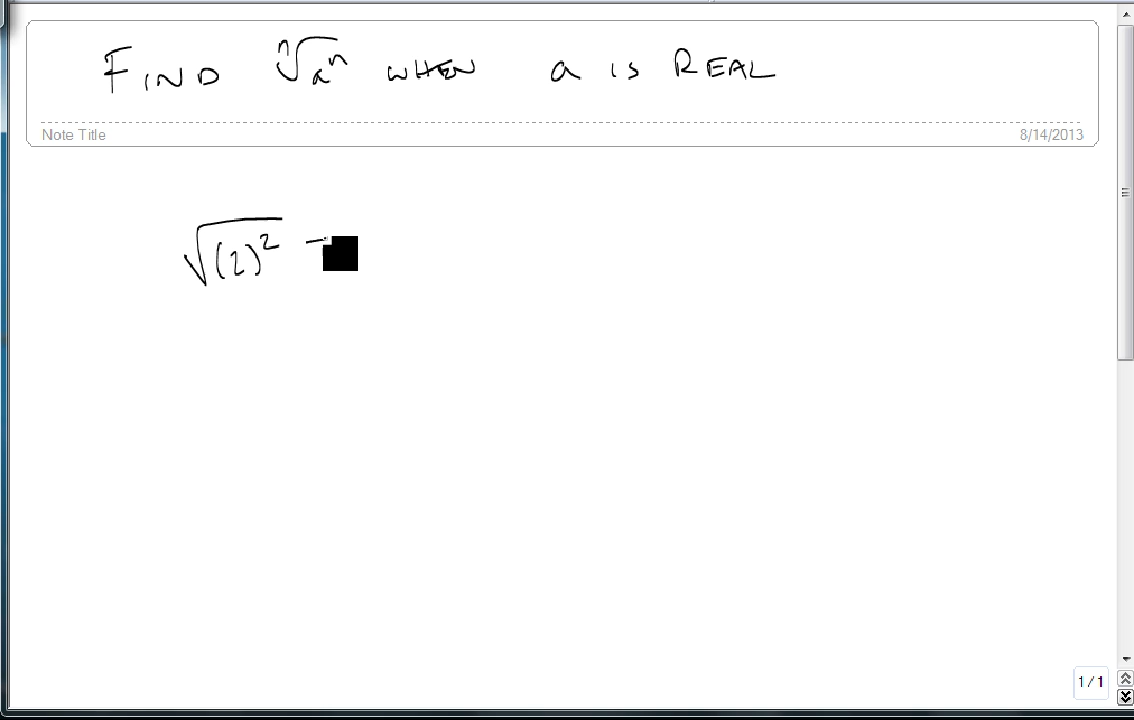 FIND ⁿ√aⁿ WHEN a IS REAL
Note Title
8/14/2013
√(2)² =
1 / 1